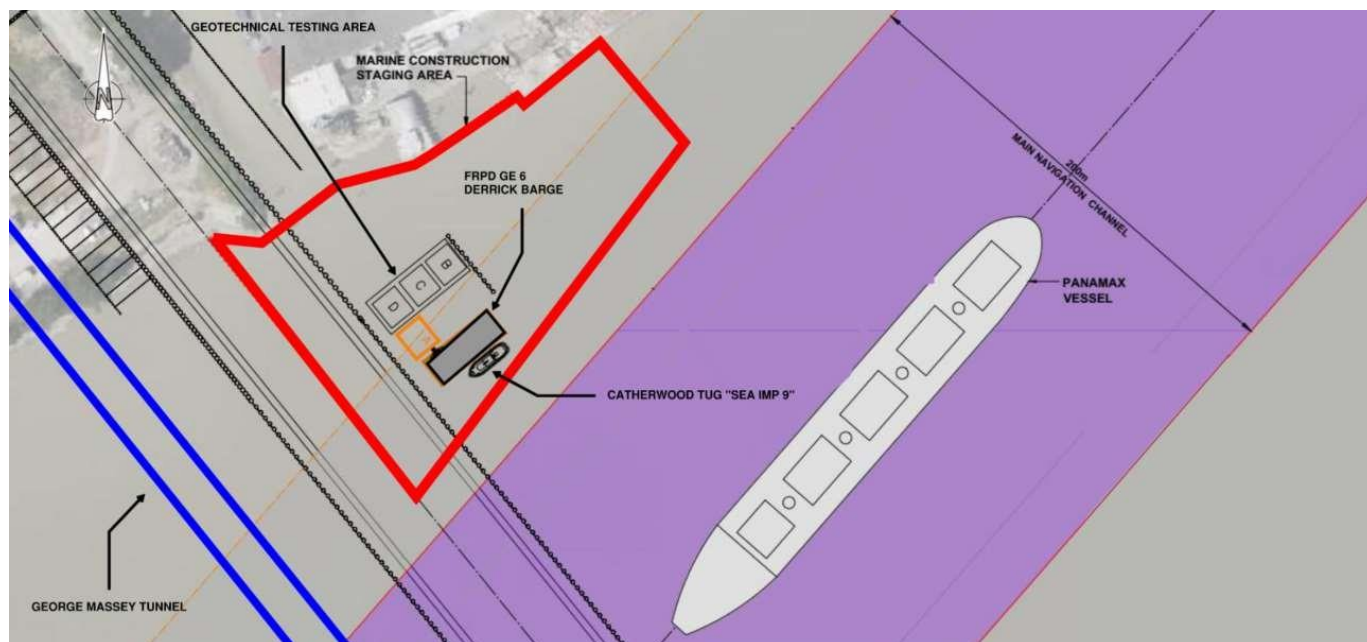 GEOTECHNICAL TESTING AREA
MARINE CONSTRUCTION
STAGING AREA
N
FRPD GE 6
DERRICK BARGE
200m
MAIN NAVIGATION CHANNEL
B
C
D
A
PANAMAX
VESSEL
CATHERWOOD TUG "SEA IMP 9"
GEORGE MASSEY TUNNEL